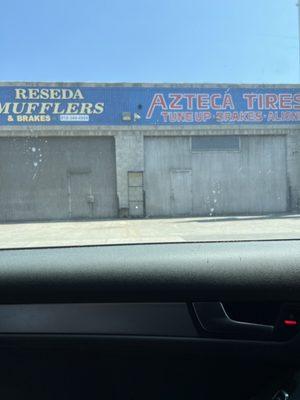 RESEDA
MUFFLERS
& BRAKES
AZTECA TIRES
TUNE UP · BRAKES · ALIGN